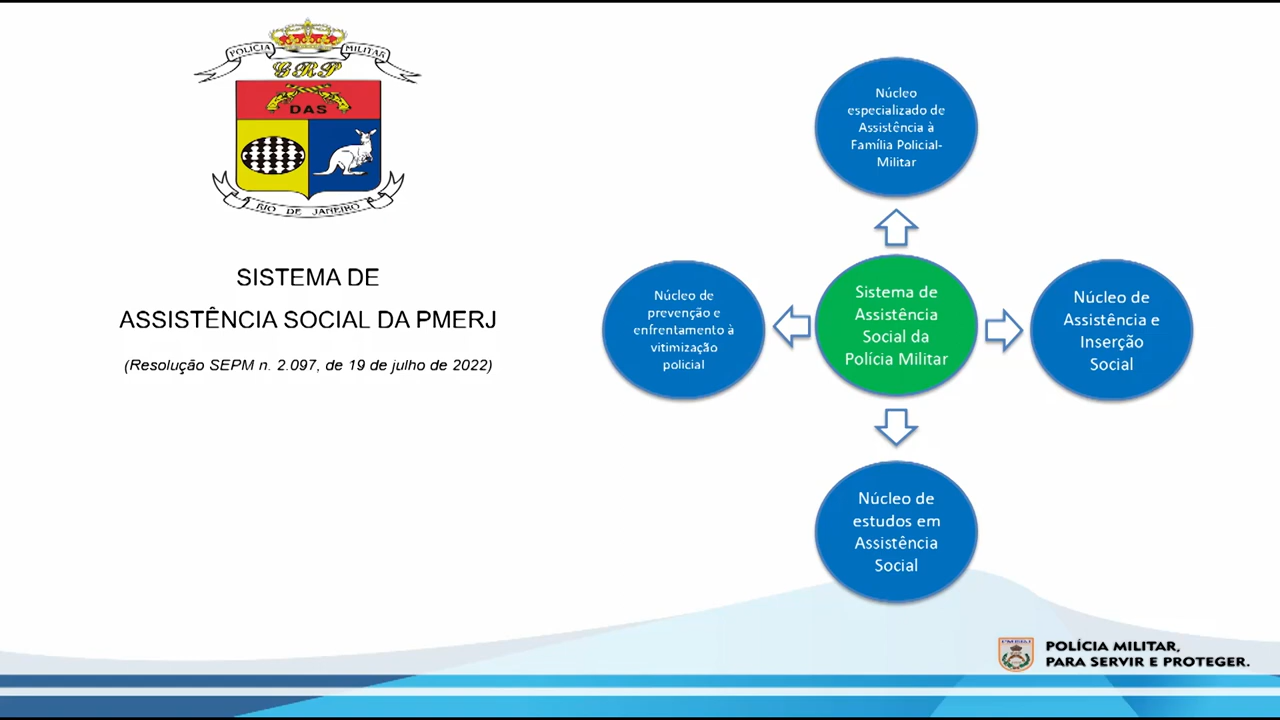 POLÍCIA MILITAR
GRP
DAS
RIO DE JANEIRO
SISTEMA DE
ASSISTÊNCIA SOCIAL DA PMERJ
(Resolução SEPM n. 2.097, de 19 de julho de 2022)
Núcleo
especializado de
Assistência à
Família Policial-
Militar
Núcleo de
prevenção e
enfrentamento à
vitimização
policial
Sistema de
Assistência
Social da
Polícia Militar
Núcleo de
Assistência e
Inserção
Social
Núcleo de
estudos em
Assistência
Social
POLÍCIA MILITAR,
PARA SERVIR E PROTEGER.